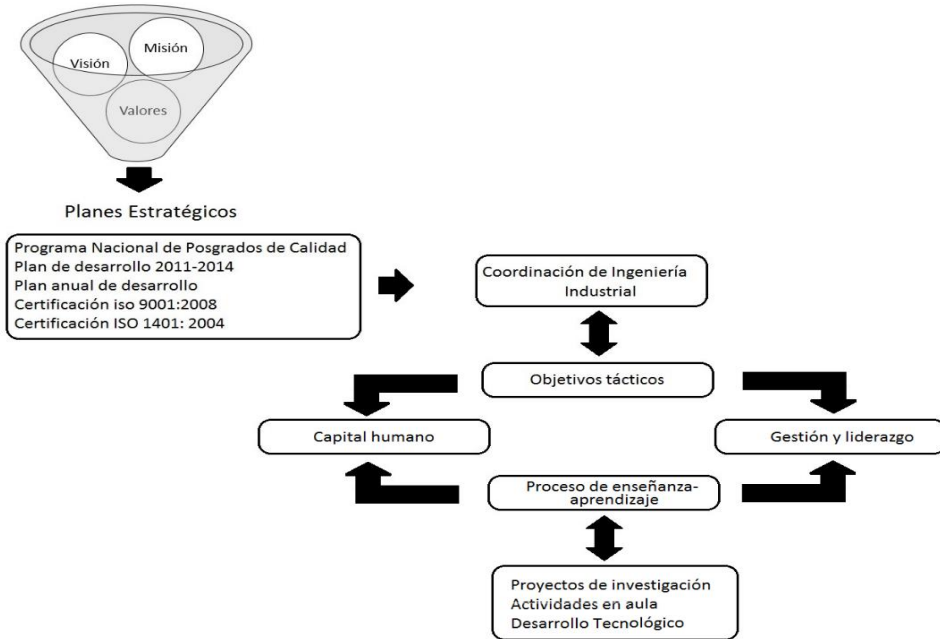 Misión
Visión
Valores
Planes Estratégicos
Programa Nacional de Posgrados de Calidad
Plan de desarrollo 2011-2014
Plan anual de desarrollo
Certificación iso 9001:2008
Certificación ISO 1401: 2004
Coordinación de Ingeniería
Industrial
Objetivos tácticos
Capital humano
Gestión y liderazgo
Proceso de enseñanza-
aprendizaje
Proyectos de investigación
Actividades en aula
Desarrollo Tecnológico